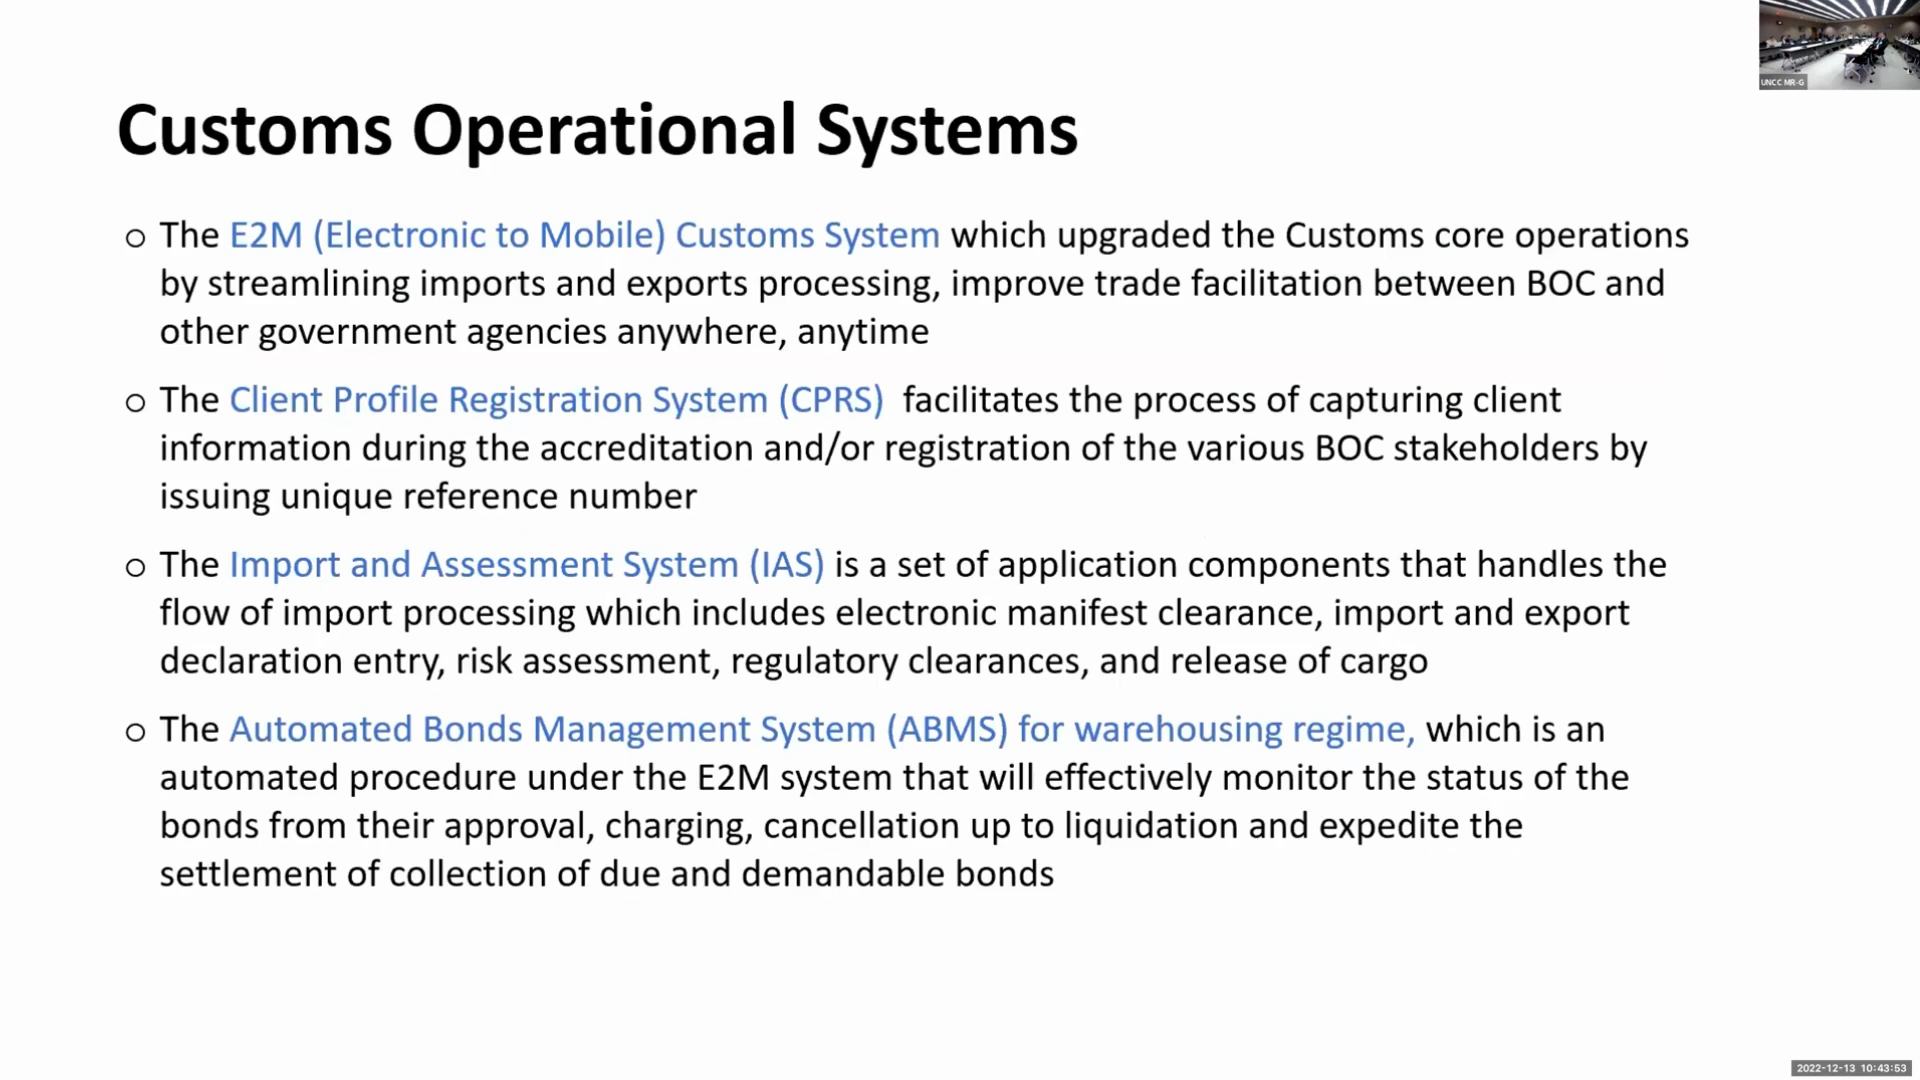 UNCC MR-G
Customs Operational Systems
o The E2M (Electronic to Mobile) Customs System which upgraded the Customs core operations
by streamlining imports and exports processing, improve trade facilitation between BOC and
other government agencies anywhere, anytime
o The Client Profile Registration System (CPRS) facilitates the process of capturing client
information during the accreditation and/or registration of the various BOC stakeholders by
issuing unique reference number
o The Import and Assessment System (IAS) is a set of application components that handles the
flow of import processing which includes electronic manifest clearance, import and export
declaration entry, risk assessment, regulatory clearances, and release of cargo
o The Automated Bonds Management System (ABMS) for warehousing regime, which is an
automated procedure under the E2M system that will effectively monitor the status of the
bonds from their approval, charging, cancellation up to liquidation and expedite the
settlement of collection of due and demandable bonds
2022-12-13 10:43:53